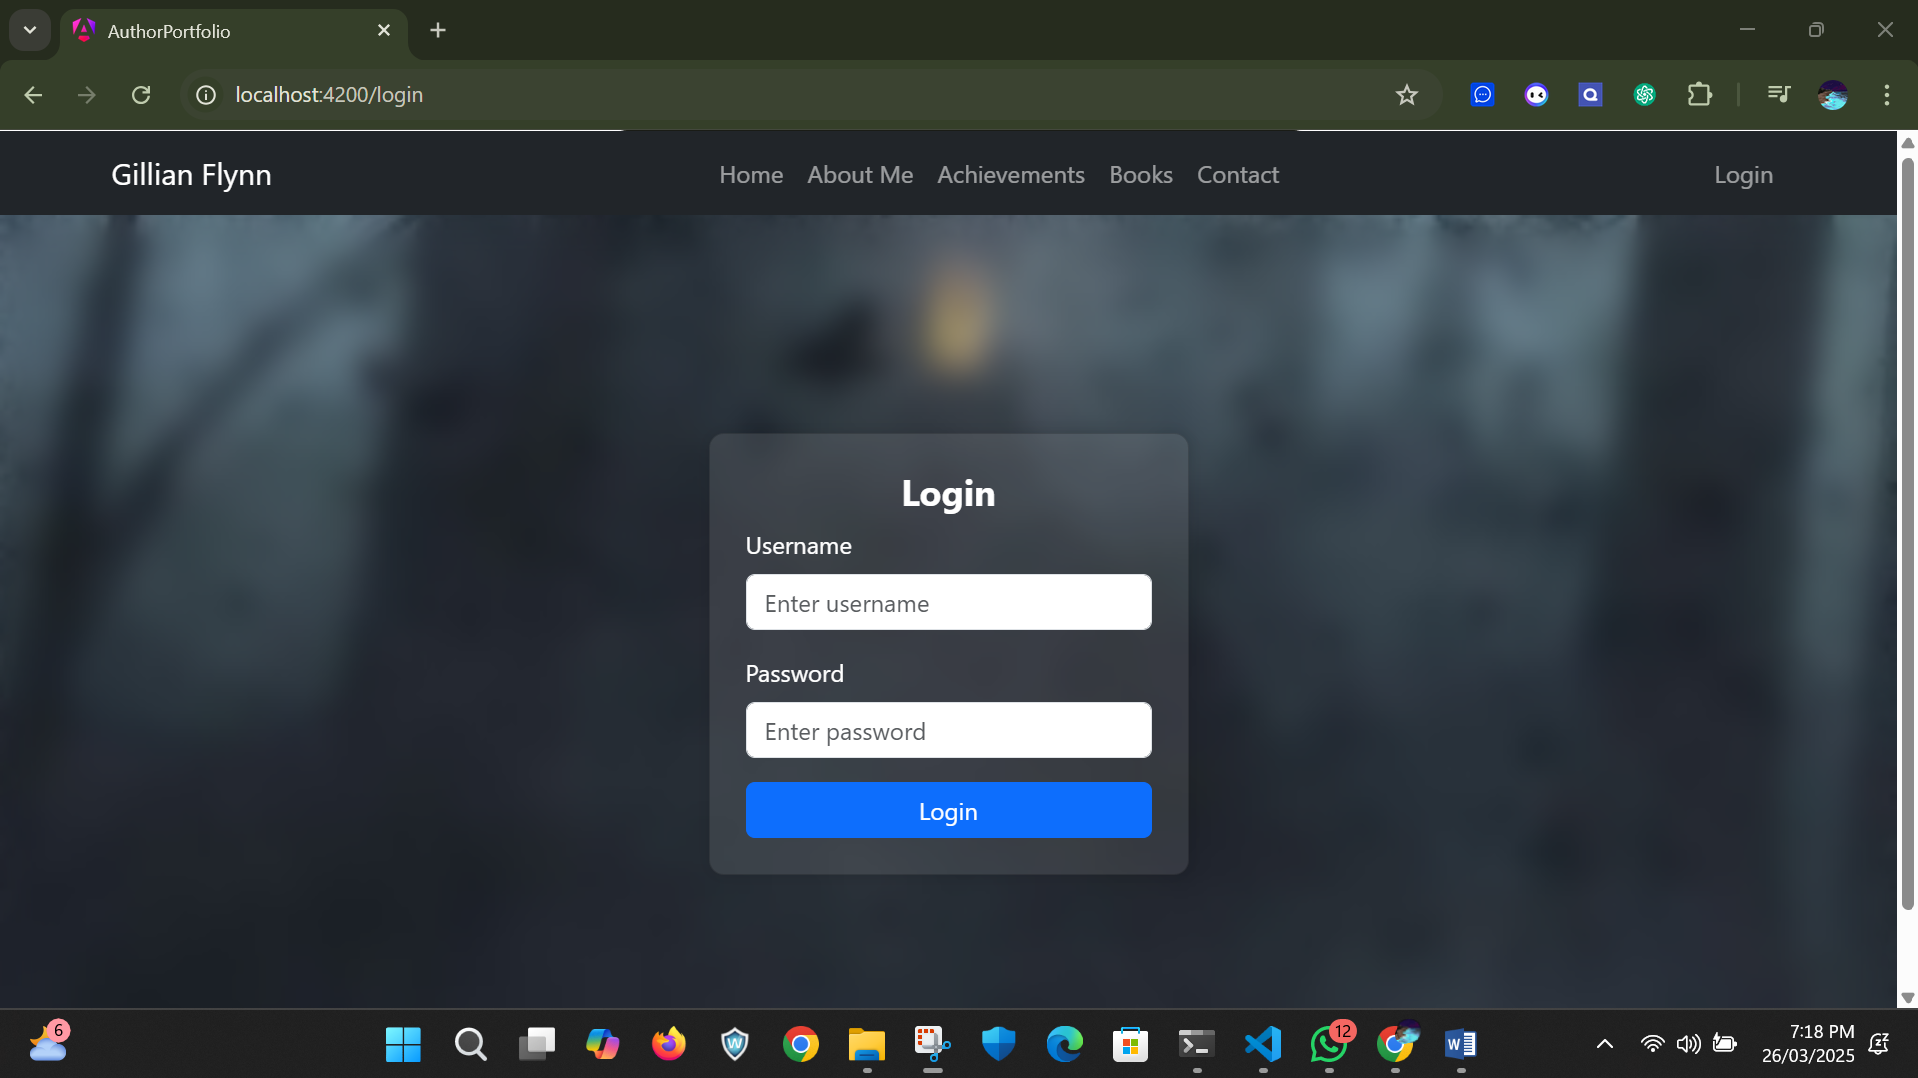 AuthorPortfolio
localhost:4200/login
Gillian Flynn
Home About Me Achievements Books Contact
Login
Login
Username
Enter username
Password
Enter password
Login
6
12
7:18 PM
26/03/2025